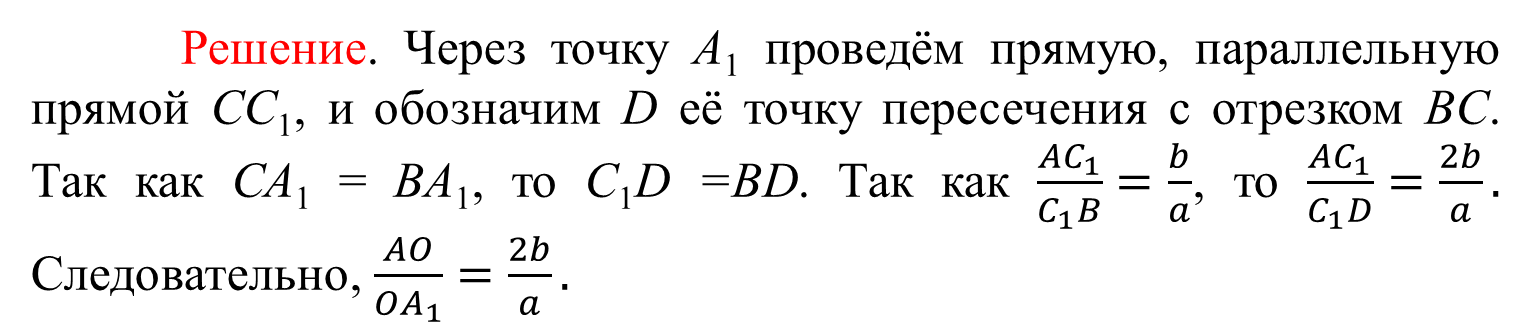 Решение. Через точку A₁ проведём прямую, параллельную
прямой CC₁, и обозначим D её точку пересечения с отрезком BC.
Так как CA₁ = BA₁, то C₁D =BD. Так как AC₁/C₁B = b/a, то AC₁/C₁D = 2b/a.
Следовательно, AO/OA₁ = 2b/a.